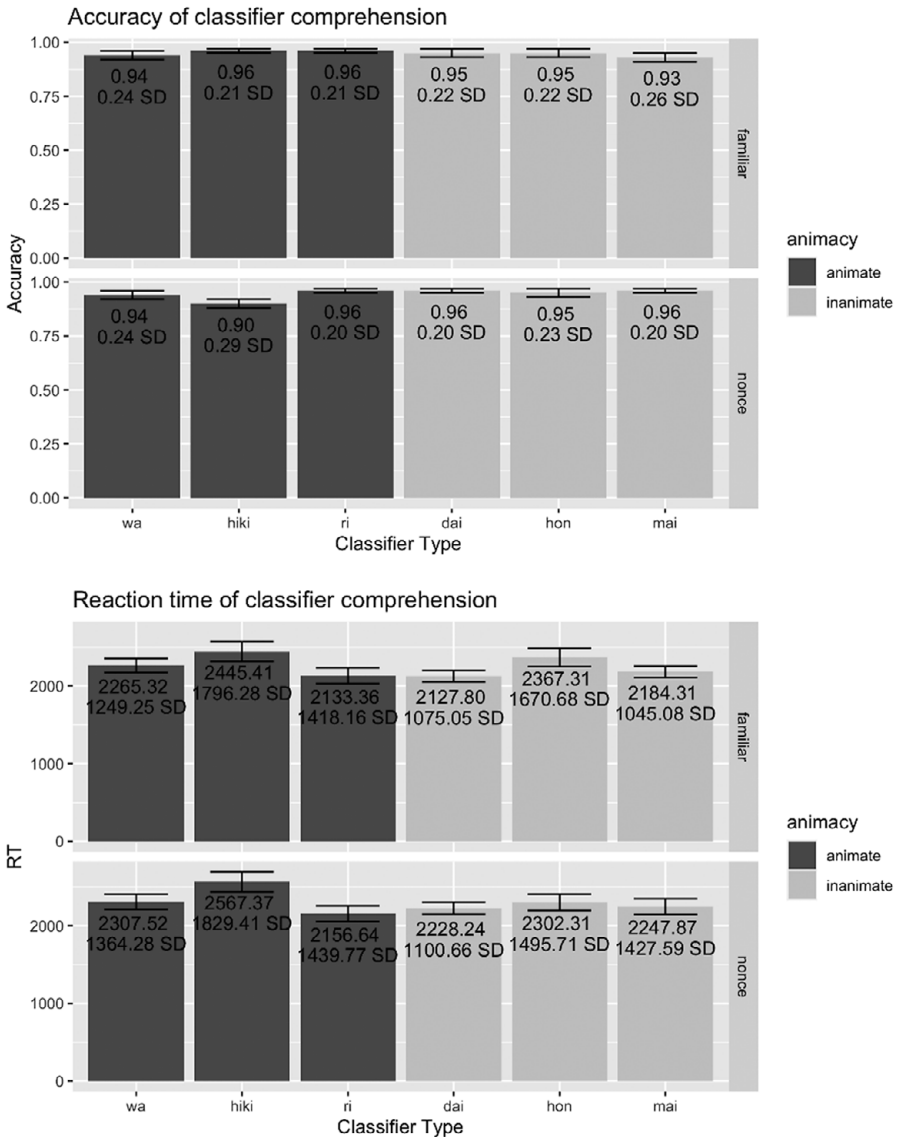 Accuracy of classifier comprehension
1.00
0.75
0.50
0.25
0.00
0.94
0.24 SD
0.96
0.21 SD
0.96
0.21 SD
0.95
0.22 SD
0.95
0.22 SD
0.93
0.26 SD
familiar
Accuracy
1.00
0.75
0.50
0.25
0.00
0.94
0.24 SD
0.90
0.29 SD
0.96
0.20 SD
0.96
0.20 SD
0.95
0.23 SD
0.96
0.20 SD
nonce
wa hiki ri dai hon mai
Classifier Type
animacy
animate
inanimate
Reaction time of classifier comprehension
2000
1000
0
2265.32
1249.25 SD
2445.41
1796.28 SD
2133.36
1418.16 SD
2127.80
1075.05 SD
2367.31
1670.68 SD
2184.31
1045.08 SD
familiar
RT
2000
1000
0
2307.52
1364.28 SD
2567.37
1829.41 SD
2156.64
1439.77 SD
2228.24
1100.66 SD
2302.31
1495.71 SD
2247.87
1427.59 SD
nonce
wa hiki ri dai hon mai
Classifier Type
animacy
animate
inanimate